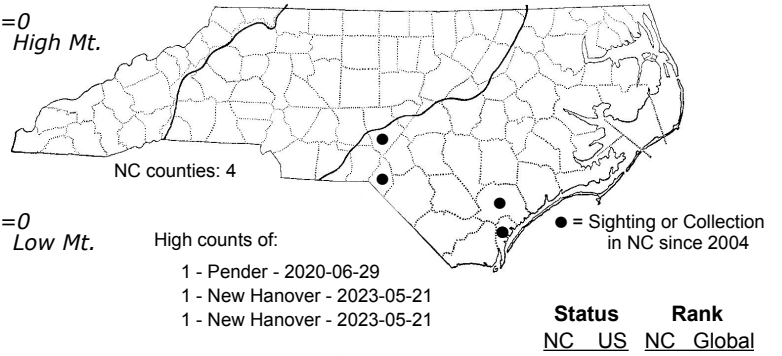 =0
High Mt.
NC counties: 4
=0
Low Mt.
High counts of:
1 - Pender - 2020-06-29
1 - New Hanover - 2023-05-21
1 - New Hanover - 2023-05-21
● = Sighting or Collection
in NC since 2004
Status Rank
NC US NC Global